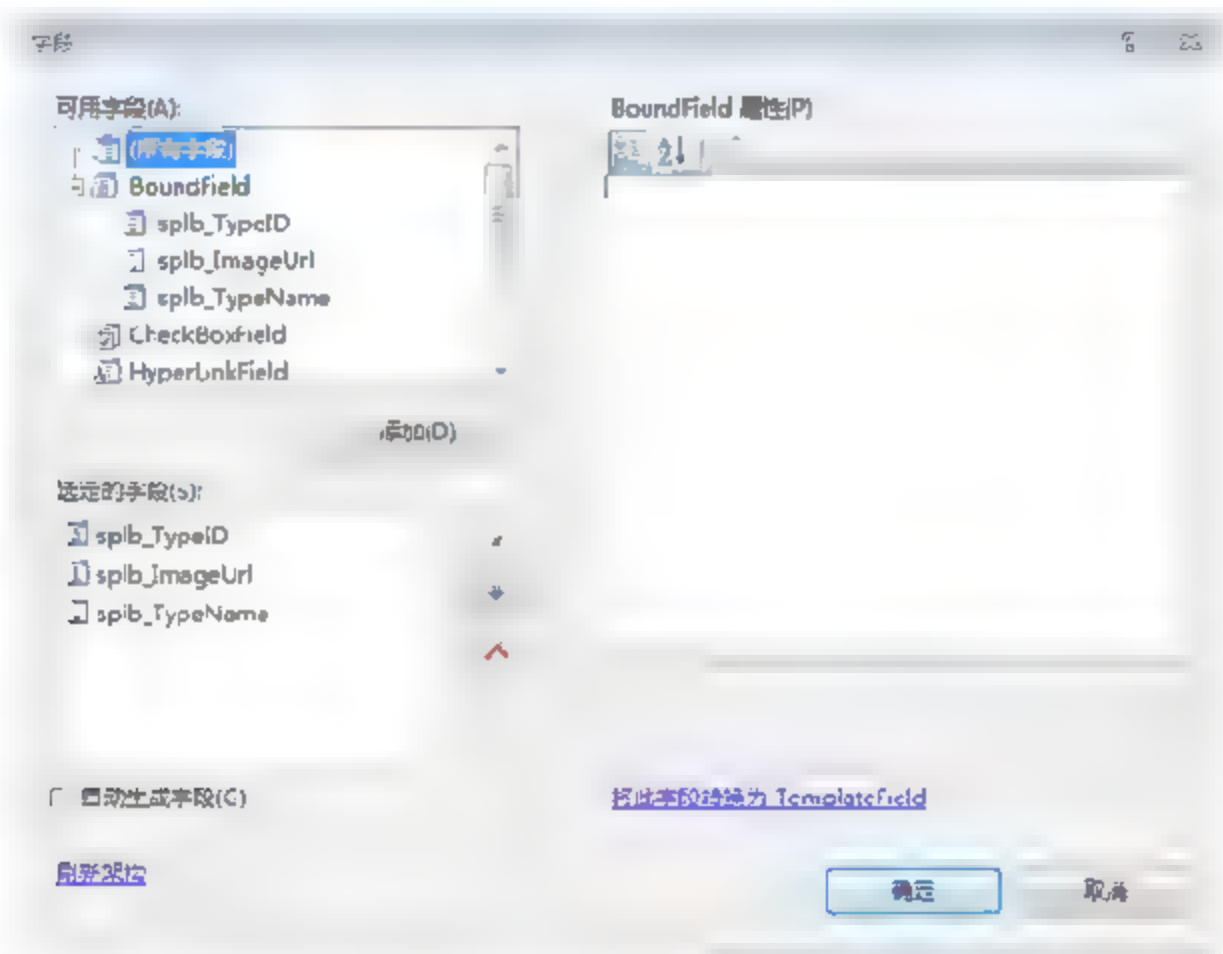 字段
可用字段(A):
(所有字段)
BoundField
splb_TypeID
splb_ImageUrl
splb_TypeName
CheckBoxField
HyperLinkField
添加(D)
选定的字段(S):
splb_TypeID
splb_ImageUrl
splb_TypeName
自动生成字段(G)
刷新架构
BoundField 属性(P)
将此字段转换为 TemplateField
确定
取消